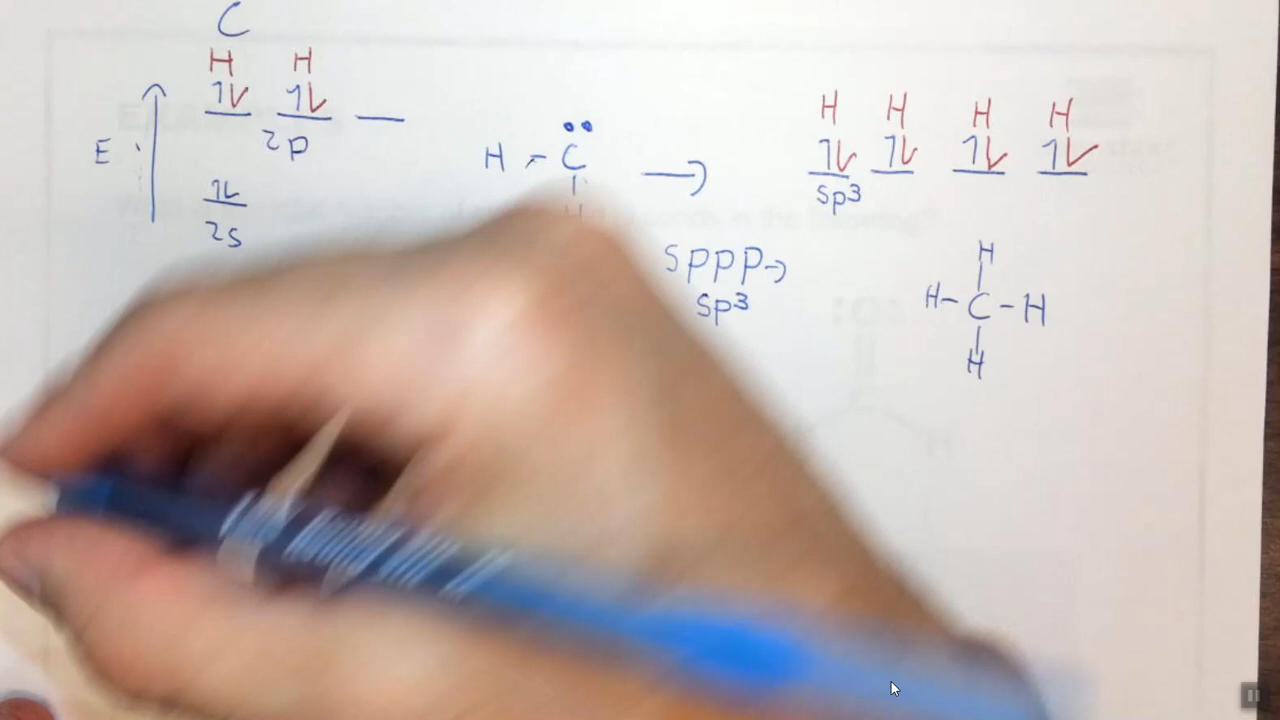 C
H H
E
2p
2s
H - C
H
→
SPPP→
sp3
H H H H
sp3
H
H-C-H
H